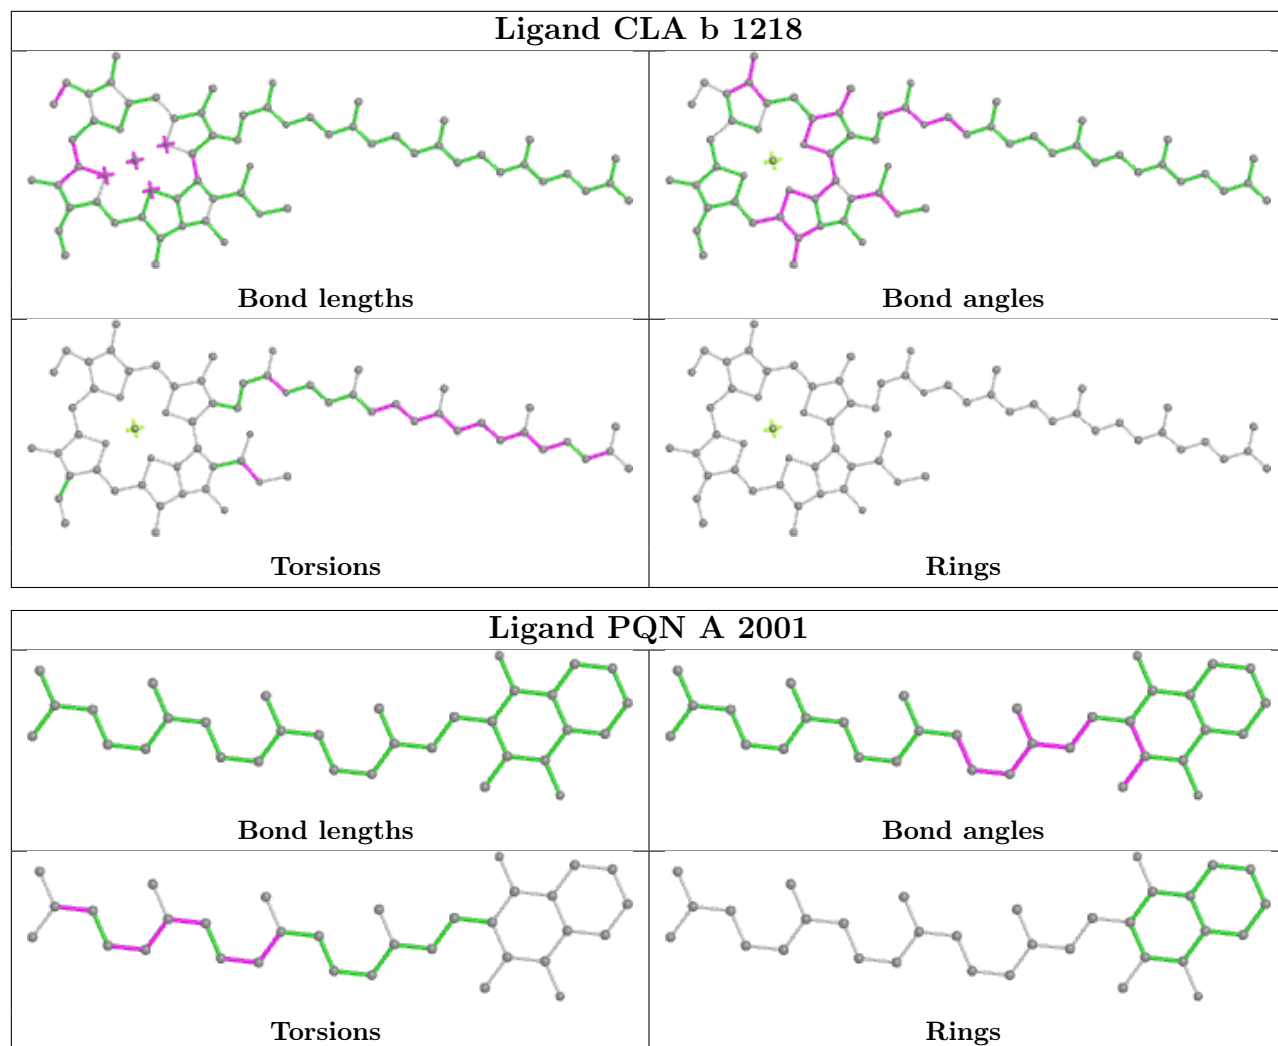 Ligand CLA b 1218
Bond lengths
Bond angles
Torsions
Rings
Ligand PQN A 2001
Bond lengths
Bond angles
Torsions
Rings